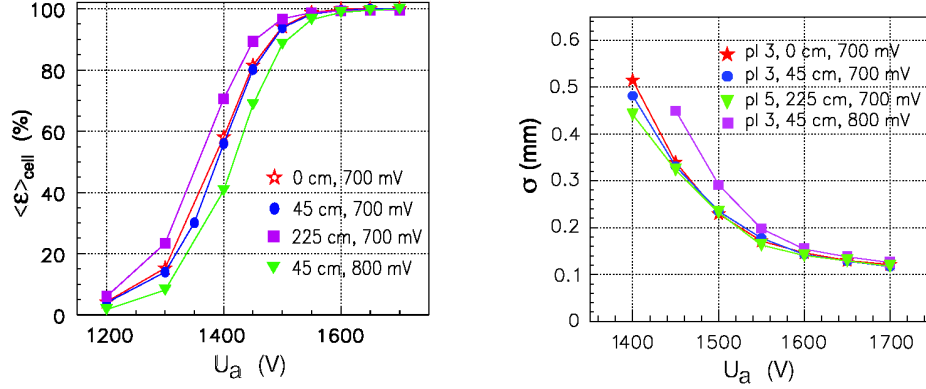 100
80
60
40
20
0
<ε>cell (%)
0 cm, 700 mV
45 cm, 700 mV
225 cm, 700 mV
45 cm, 800 mV
1200
1400
1600
Ua (V)
0.6
0.5
0.4
0.3
0.2
0.1
0
σ (mm)
pl 3, 0 cm, 700 mV
pl 3, 45 cm, 700 mV
pl 5, 225 cm, 700 mV
pl 3, 45 cm, 800 mV
1400
1500
1600
1700
Ua (V)